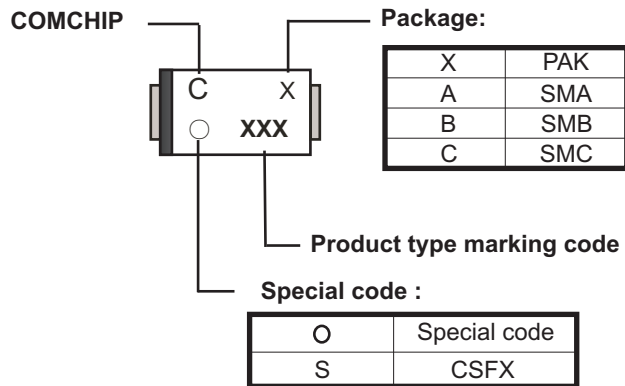 COMCHIP
Package:
C X
○ XXX
X PAK
A SMA
B SMB
C SMC
Product type marking code
Special code :
O Special code
S CSFX